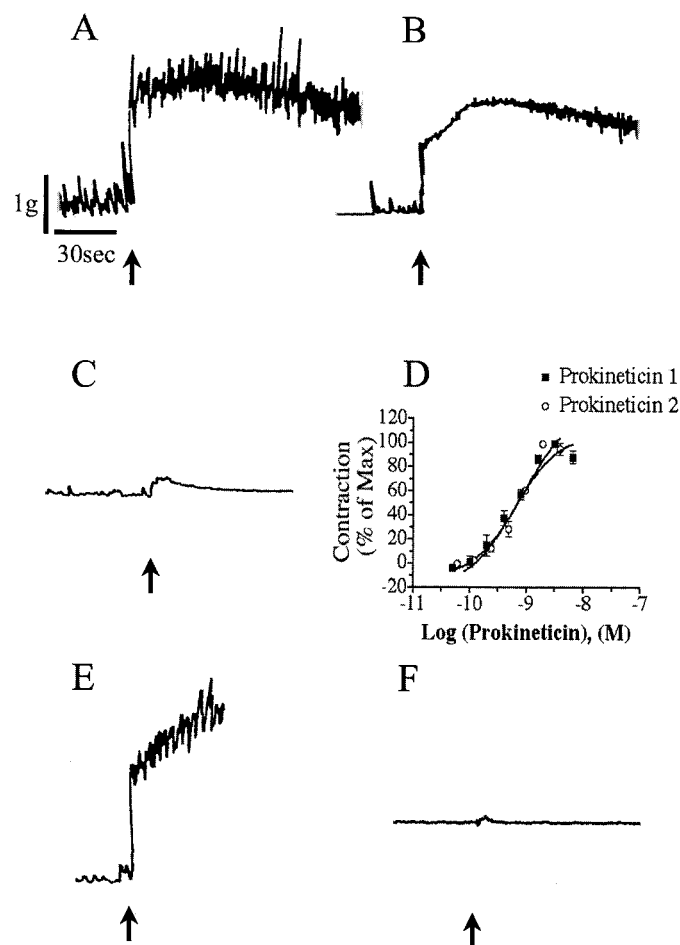 A
B
1g
30sec
C
D
Prokineticin 1
Prokineticin 2
Contraction
(% of Max)
120
100
80
60
40
20
0
-20
-11
-10
-9
-8
-7
Log (Prokineticin), (M)
E
F